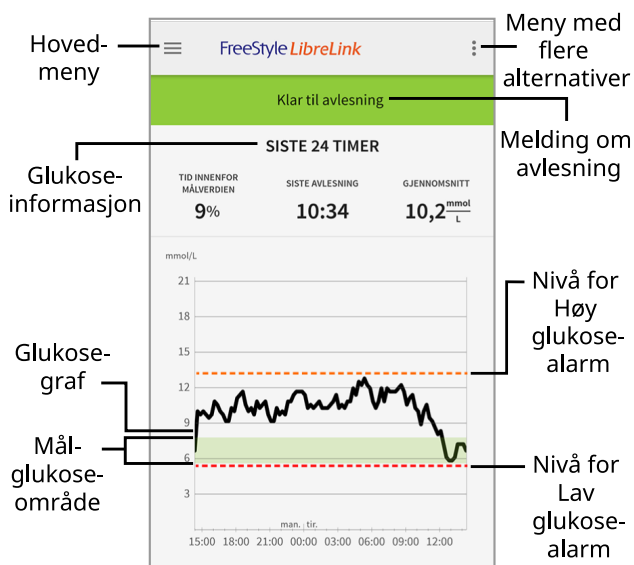 Hoved-
meny
FreeStyle LibreLink
Meny med
flere
alternativer
Klar til avlesning
Melding om
avlesning
SISTE 24 TIMER
Glukose-
informasjon
TID INNENFOR
MÅLVERDIEN
9%
SISTE AVLESNING
10:34
GJENNOMSNITT
10,2 mmol
L
mmol/L
21
18
15
12
9
6
3
Nivå for
Høy
glukose-
alarm
Glukose-
graf
Mål-
glukose-
område
Nivå for
Lav
glukose-
alarm
man. tir.
15:00 18:00 21:00 00:00 03:00 06:00 09:00 12:00